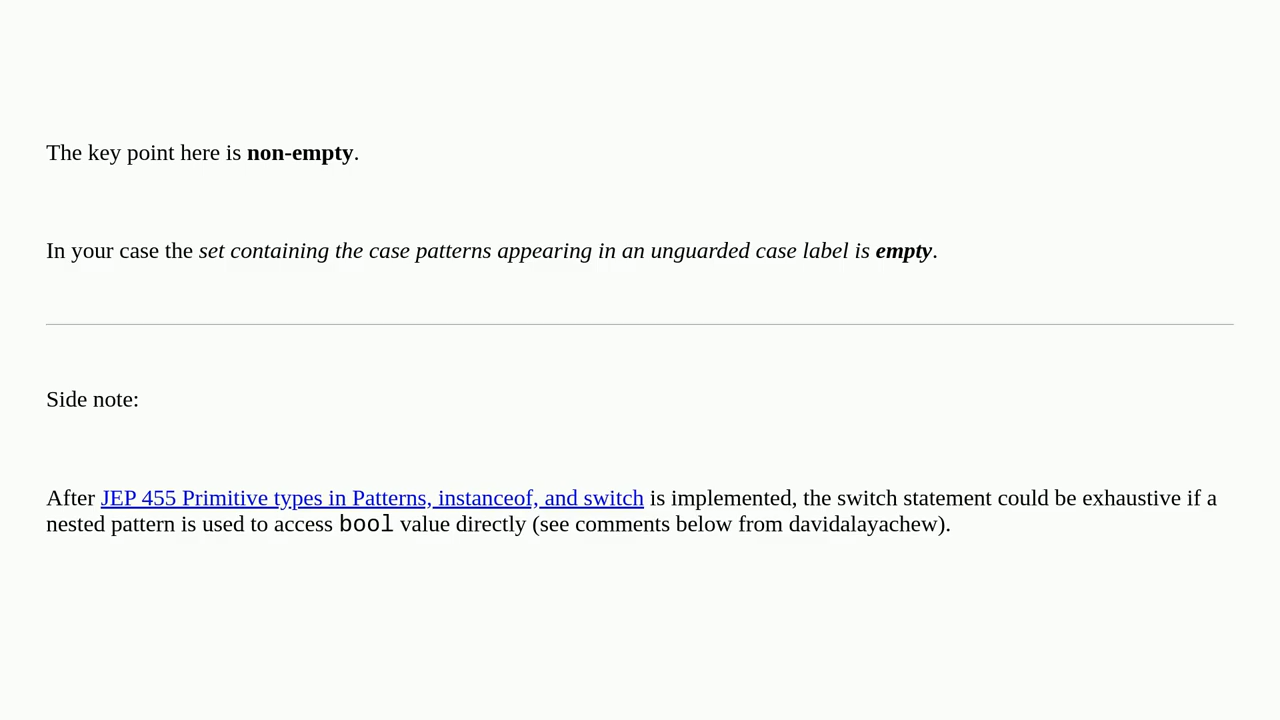 The key point here is non-empty.
In your case the set containing the case patterns appearing in an unguarded case label is empty.
Side note:
After JEP 455 Primitive types in Patterns, instanceof, and switch is implemented, the switch statement could be exhaustive if a
nested pattern is used to access bool value directly (see comments below from davidalayachew).